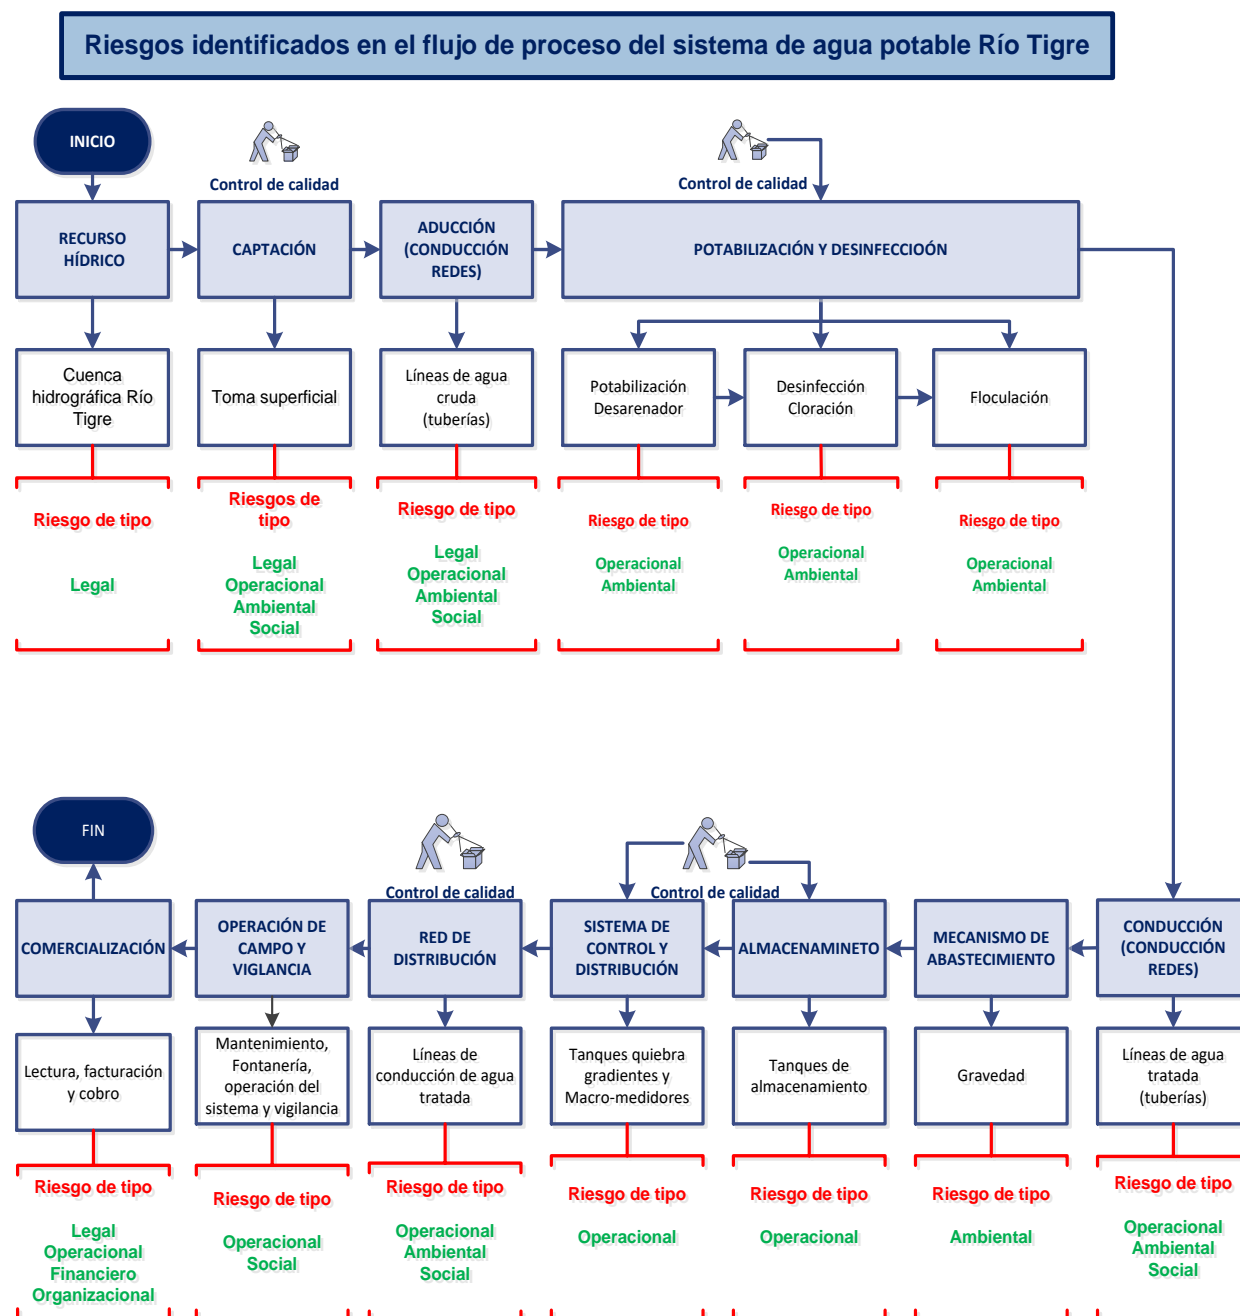 Riesgos identificados en el flujo de proceso del sistema de agua potable Río Tigre
INICIO
Control de calidad
Control de calidad
RECURSO
HÍDRICO
CAPTACIÓN
ADUCCIÓN
(CONDUCCIÓN
REDES)
POTABILIZACIÓN Y DESINFECCIOÓN
Cuenca
hidrográfica Río
Tigre
Toma superficial
Líneas de agua
cruda
(tuberías)
Potabilización
Desarenador
Desinfección
Cloración
Floculación
Riesgo de tipo
Legal
Riesgos de
tipo
Legal
Operacional
Ambiental
Social
Riesgo de tipo
Legal
Operacional
Ambiental
Social
Riesgo de tipo
Operacional
Ambiental
Riesgo de tipo
Operacional
Ambiental
Riesgo de tipo
Operacional
Ambiental
FIN
Control de calidad
Control de calidad
COMERCIALIZACIÓN
OPERACIÓN DE
CAMPO Y
VIGLANCIA
RED DE
DISTRIBUCIÓN
SISTEMA DE
CONTROL Y
DISTRIBUCIÓN
ALMACENAMINETO
MECANISMO DE
ABASTECIMIENTO
CONDUCCIÓN
(CONDUCCIÓN
REDES)
Lectura, facturación
y cobro
Mantenimiento,
Fontanería,
operación del
sistema y vigilancia
Líneas de
conducción de agua
tratada
Tanques quiebra
gradientes y
Macro-medidores
Tanques de
almacenamiento
Gravedad
Líneas de agua
tratada
(tuberías)
Riesgo de tipo
Legal
Operacional
Financiero
Organizacional
Riesgo de tipo
Operacional
Social
Riesgo de tipo
Operacional
Ambiental
Social
Riesgo de tipo
Operacional
Riesgo de tipo
Operacional
Riesgo de tipo
Ambiental
Riesgo de tipo
Operacional
Ambiental
Social